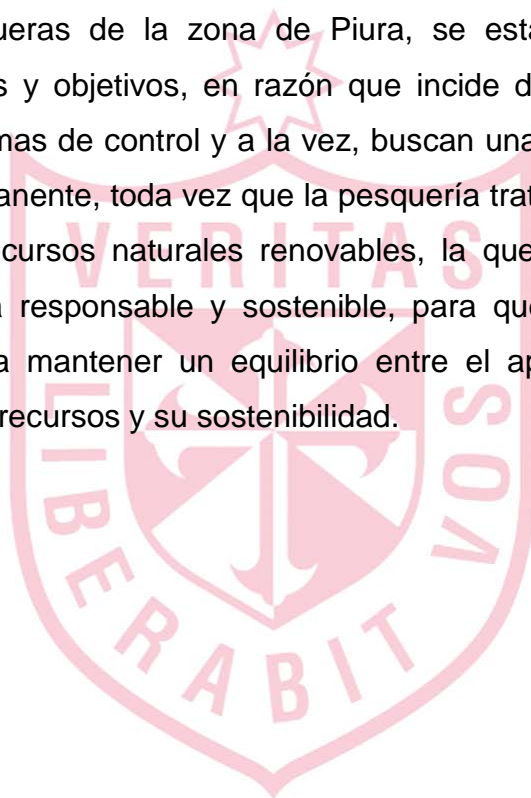 ueras de la zona de Piura, se está
s y objetivos, en razón que incide d
mas de control y a la vez, buscan una
anente, toda vez que la pesquería trat
cursos naturales renovables, la que
a responsable y sostenible, para que
a mantener un equilibrio entre el ap
recursos y su sostenibilidad.
VERITAS
LIBERABIT
VOS